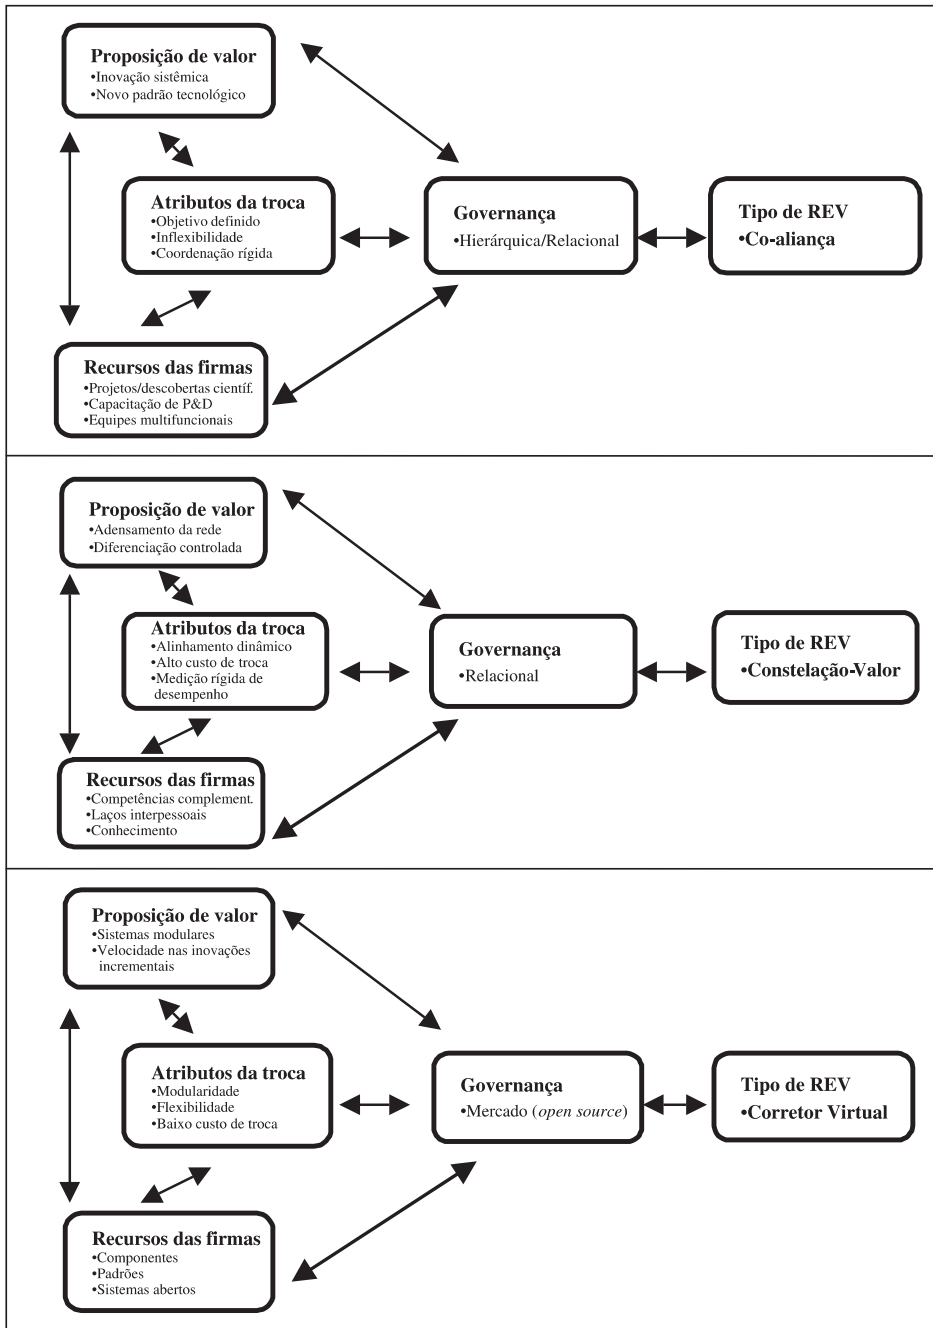 Proposição de valor
•Inovação sistêmica
•Novo padrão tecnológico
Atributos da troca
•Objetivo definido
•Inflexibilidade
•Coordenação rígida
Governança
•Hierárquica/Relacional
Tipo de REV
•Co-aliança
Recursos das firmas
•Projetos/descobertas científ.
•Capacitação de P&D
•Equipes multifuncionais
Proposição de valor
•Adensamento da rede
•Diferenciação controlada
Atributos da troca
•Alinhamento dinâmico
•Alto custo de troca
•Medição rígida de
desempenho
Governança
•Relacional
Tipo de REV
•Constelação-Valor
Recursos das firmas
•Competências complement.
•Laços interpessoais
•Conhecimento
Proposição de valor
•Sistemas modulares
•Velocidade nas inovações
incrementais
Atributos da troca
•Modularidade
•Flexibilidade
•Baixo custo de troca
Governança
•Mercado (open source)
Tipo de REV
•Corretor Virtual
Recursos das firmas
•Componentes
•Padrões
•Sistemas abertos